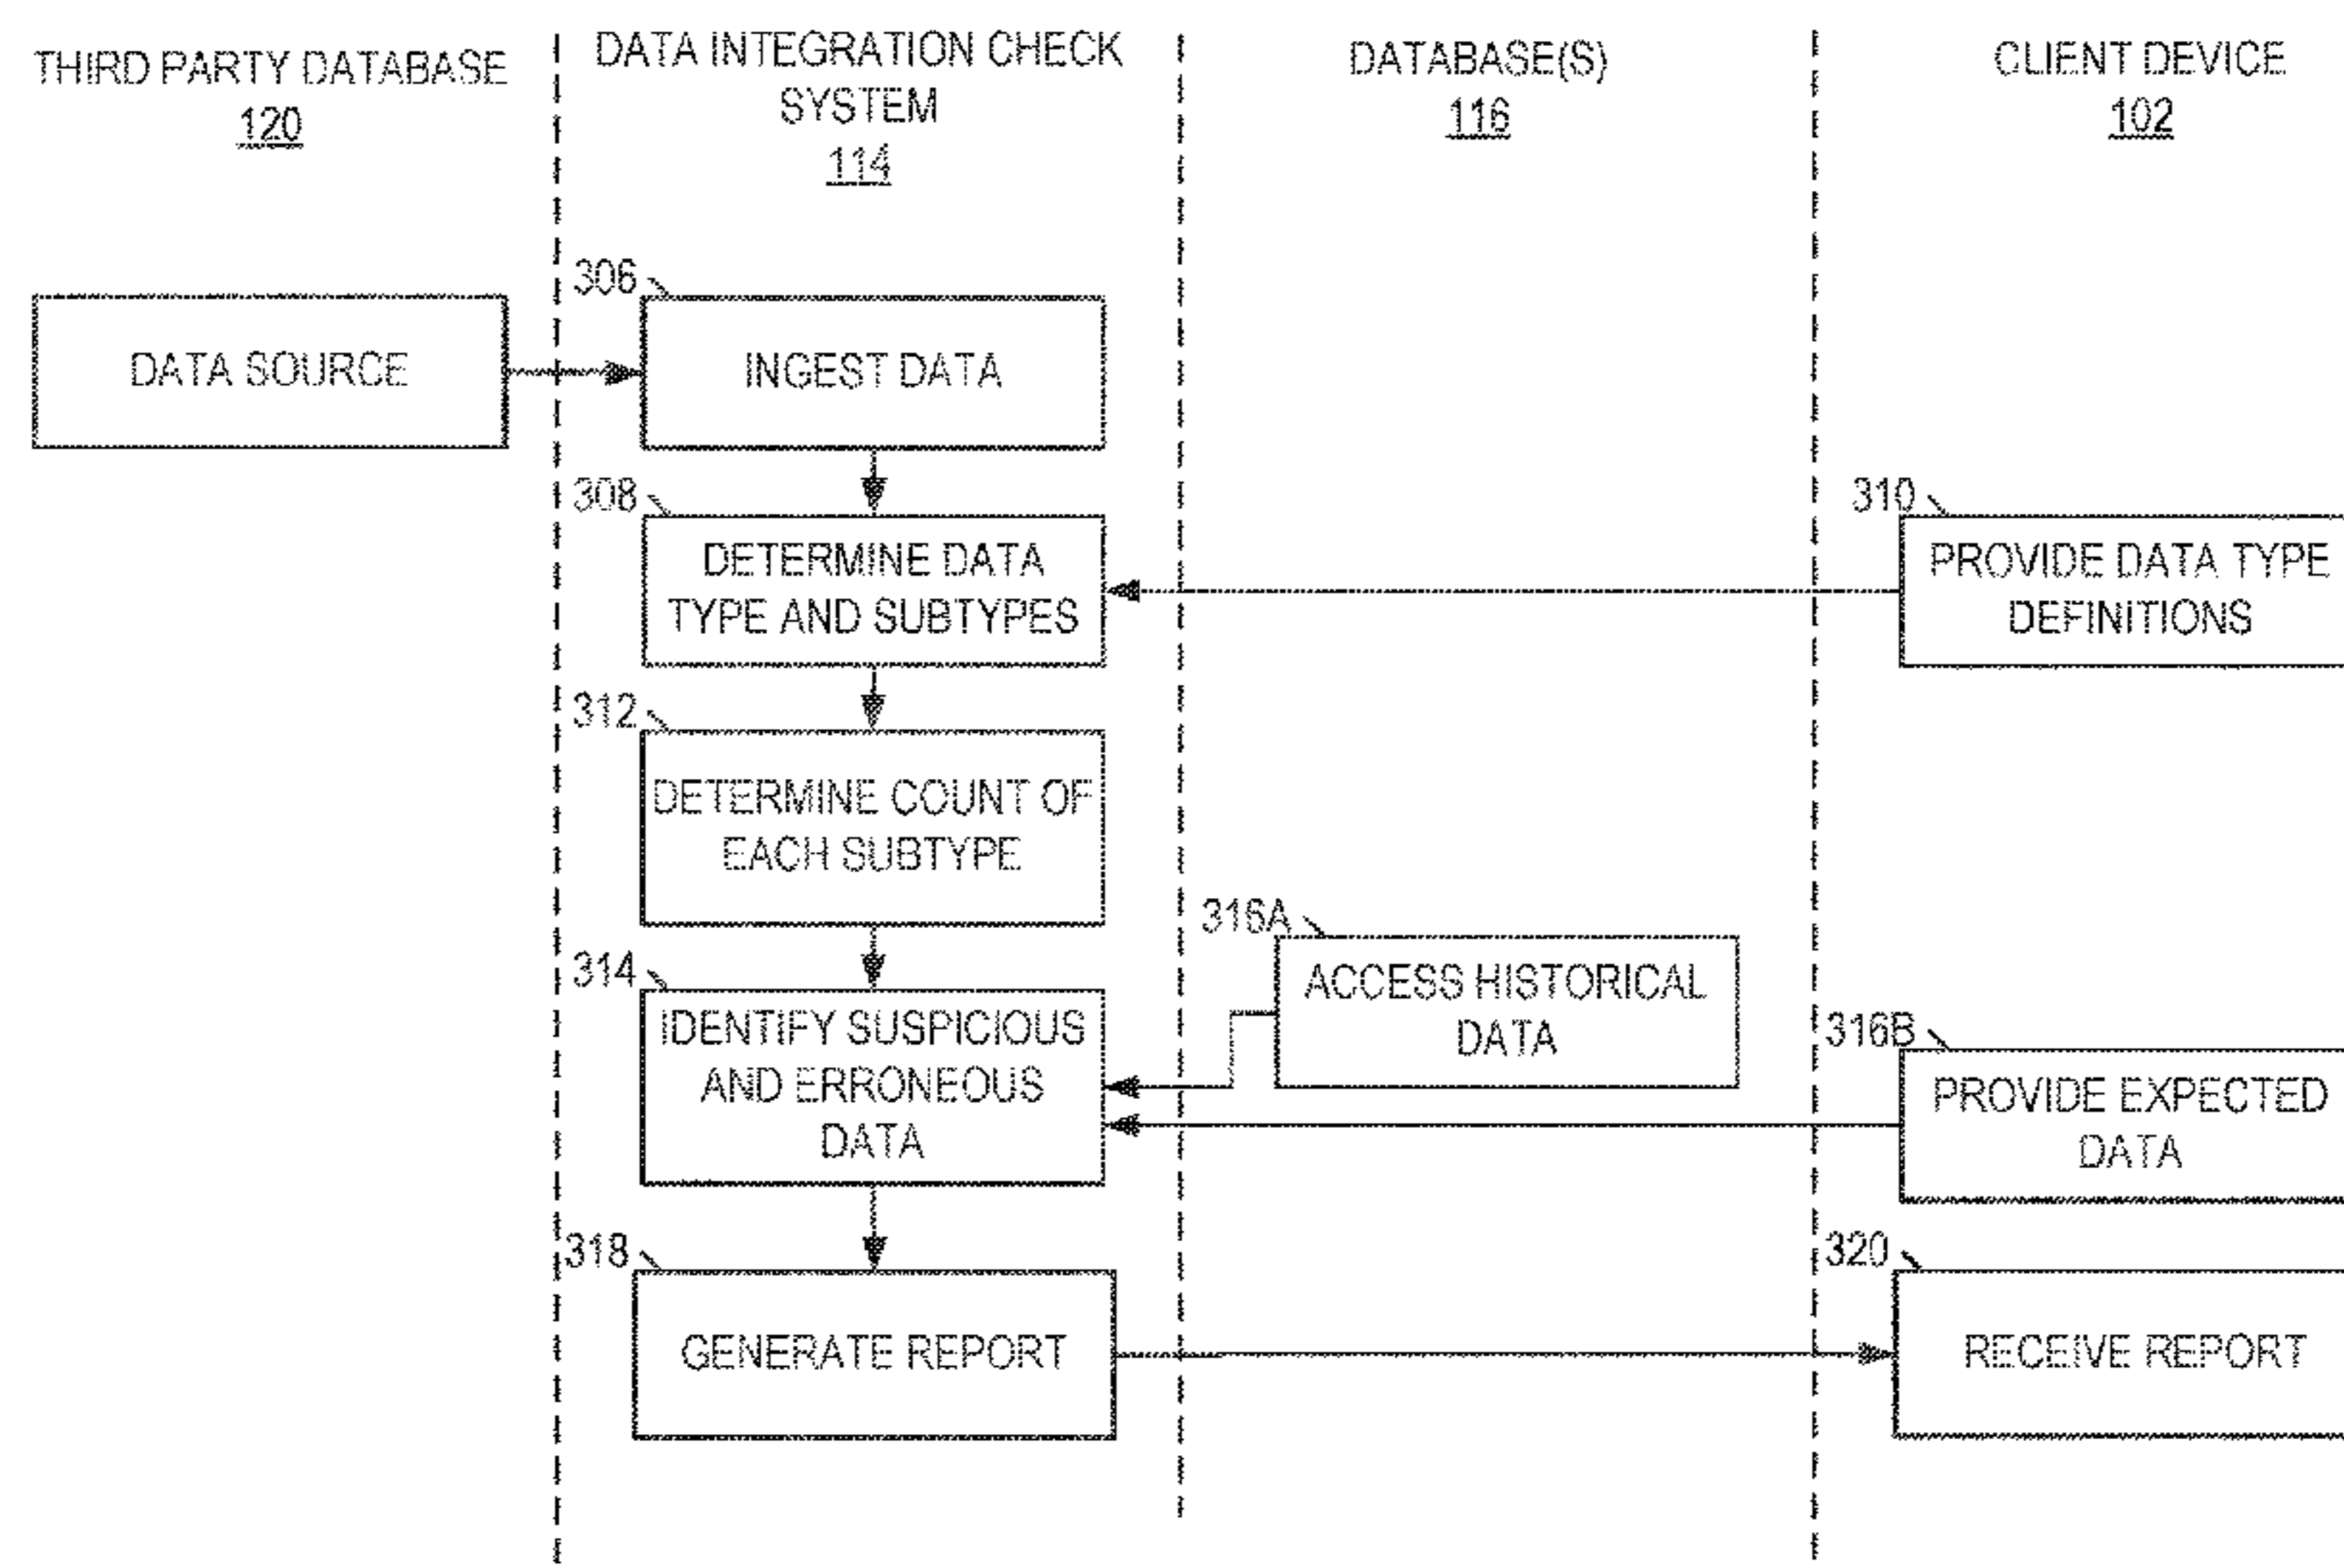 THIRD PARTY DATABASE
120
DATA INTEGRATION CHECK
SYSTEM
114
DATABASE(S)
116
CLIENT DEVICE
102
DATA SOURCE
306
INGEST DATA
308
DETERMINE DATA
TYPE AND SUBTYPES
310
PROVIDE DATA TYPE
DEFINITIONS
312
DETERMINE COUNT OF
EACH SUBTYPE
314
IDENTIFY SUSPICIOUS
AND ERRONEOUS
DATA
316A
ACCESS HISTORICAL
DATA
316B
PROVIDE EXPECTED
DATA
318
GENERATE REPORT
320
RECEIVE REPORT